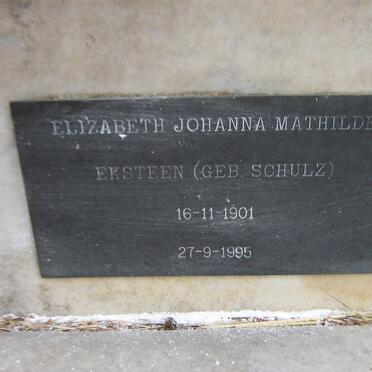 ELIZABETH JOHANNA MATHILDE
EKSTEEN (GEB. SCHULZ)
16-11-1901
27-9-1995